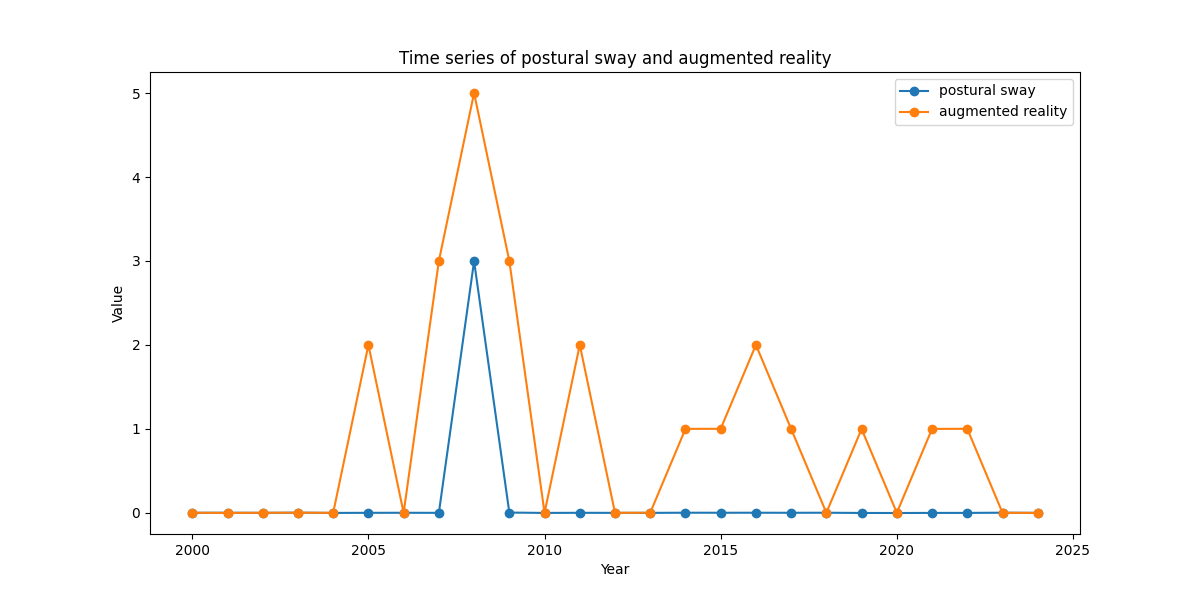 Time series of postural sway and augmented reality
postural sway
augmented reality
5
4
3
2
1
0
Value
2000 2005 2010 2015 2020 2025
Year